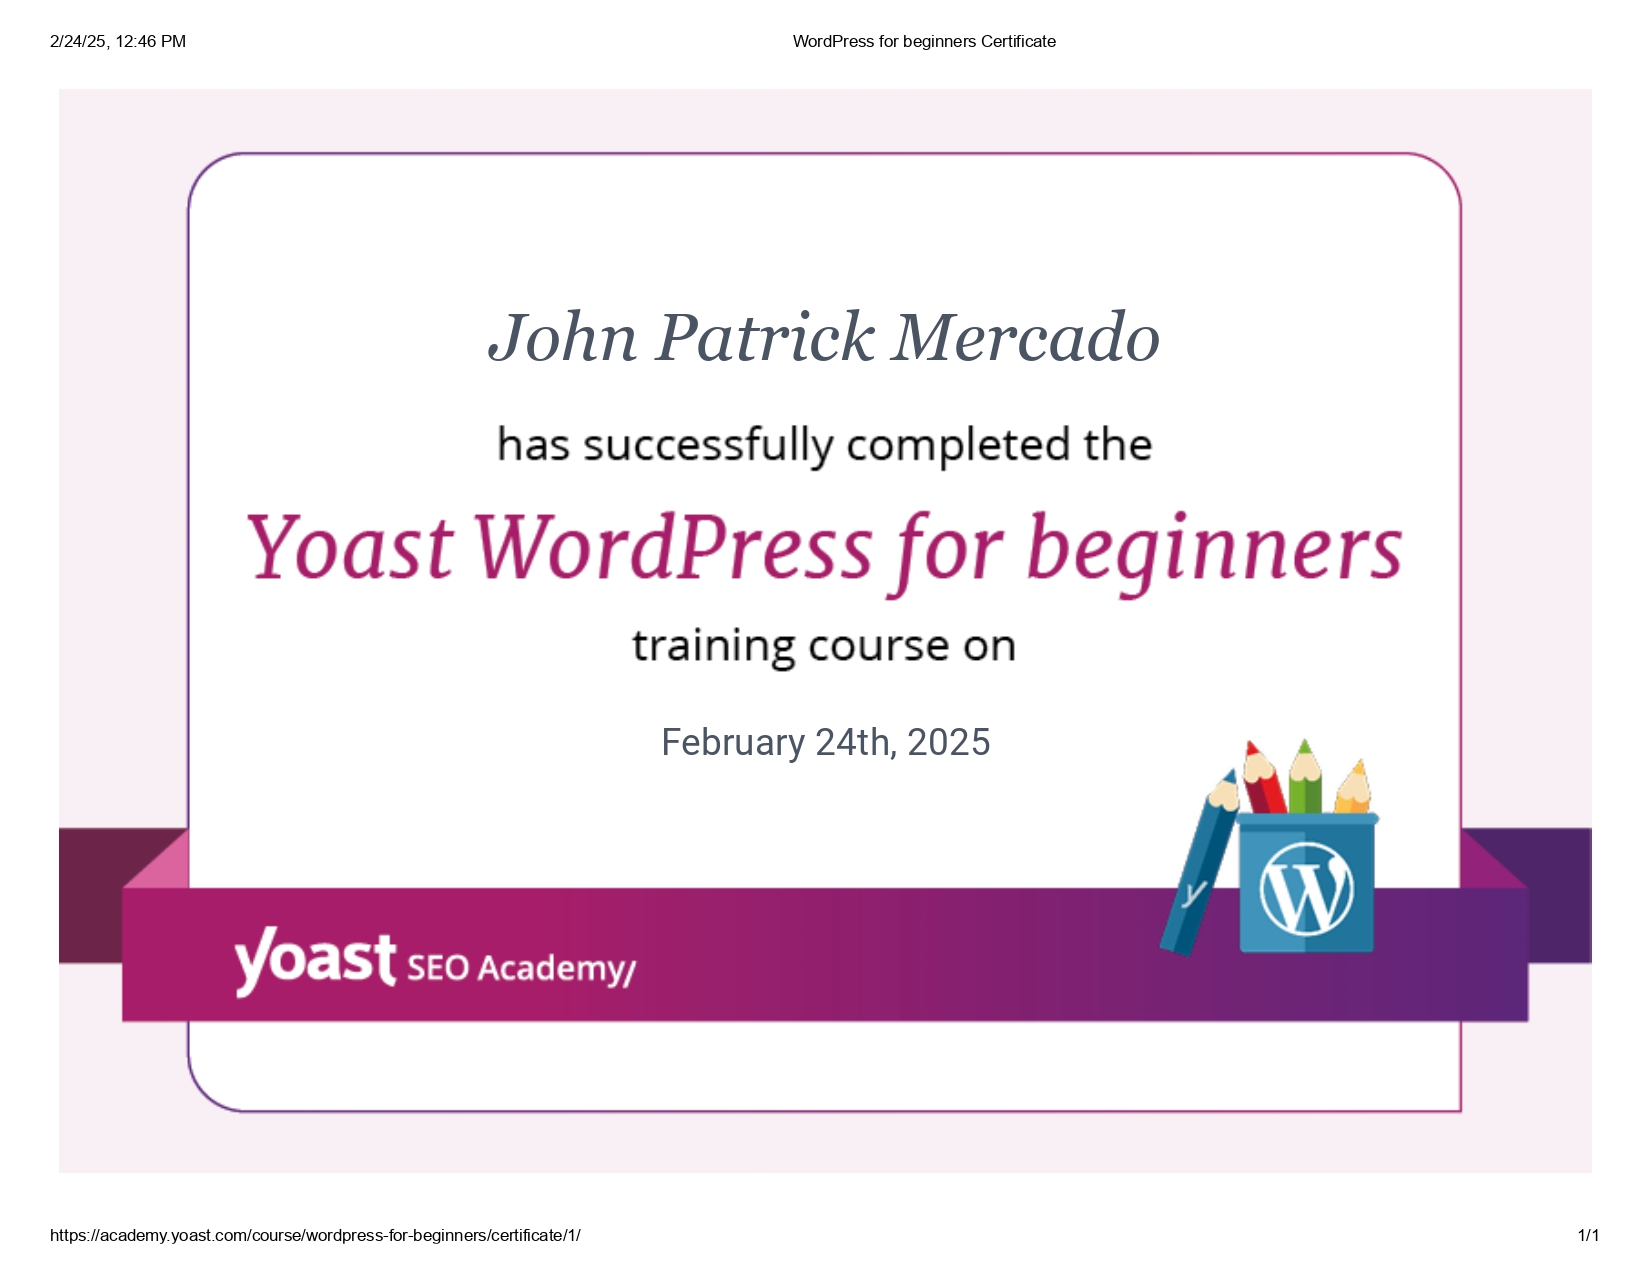 2/24/25, 12:46 PM
WordPress for beginners Certificate
John Patrick Mercado
has successfully completed the
Yoast WordPress for beginners
training course on
February 24th, 2025
y
W
yoast SEO Academy/
https://academy.yoast.com/course/wordpress-for-beginners/certificate/1/
1/1